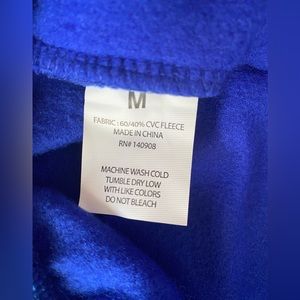 M
FABRIC : 60/40% CVC FLEECE
MADE IN CHINA
RN# 140908
MACHINE WASH COLD
TUMBLE DRY LOW
WITH LIKE COLORS
DO NOT BLEACH